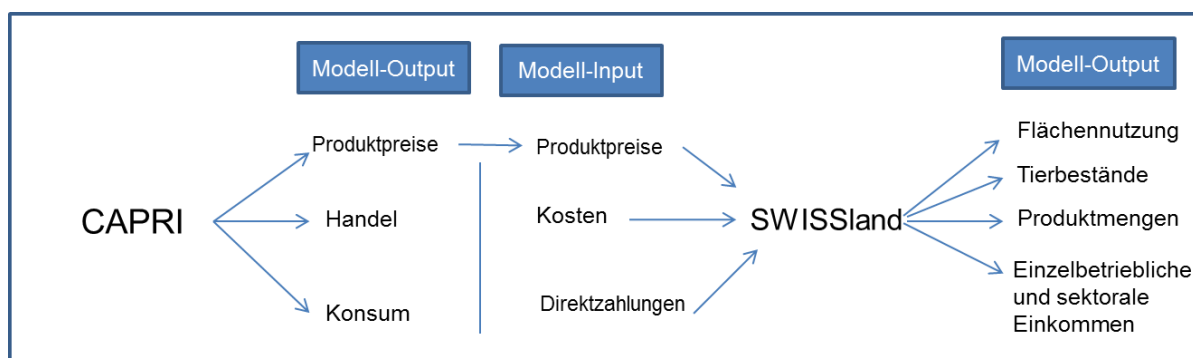 Modell-Output
Modell-Input
Modell-Output
CAPRI
Produktpreise
Handel
Konsum
Produktpreise
Kosten
Direktzahlungen
SWISSland
Flächennutzung
Tierbestände
Produktmengen
Einzelbetriebliche
und sektorale
Einkommen